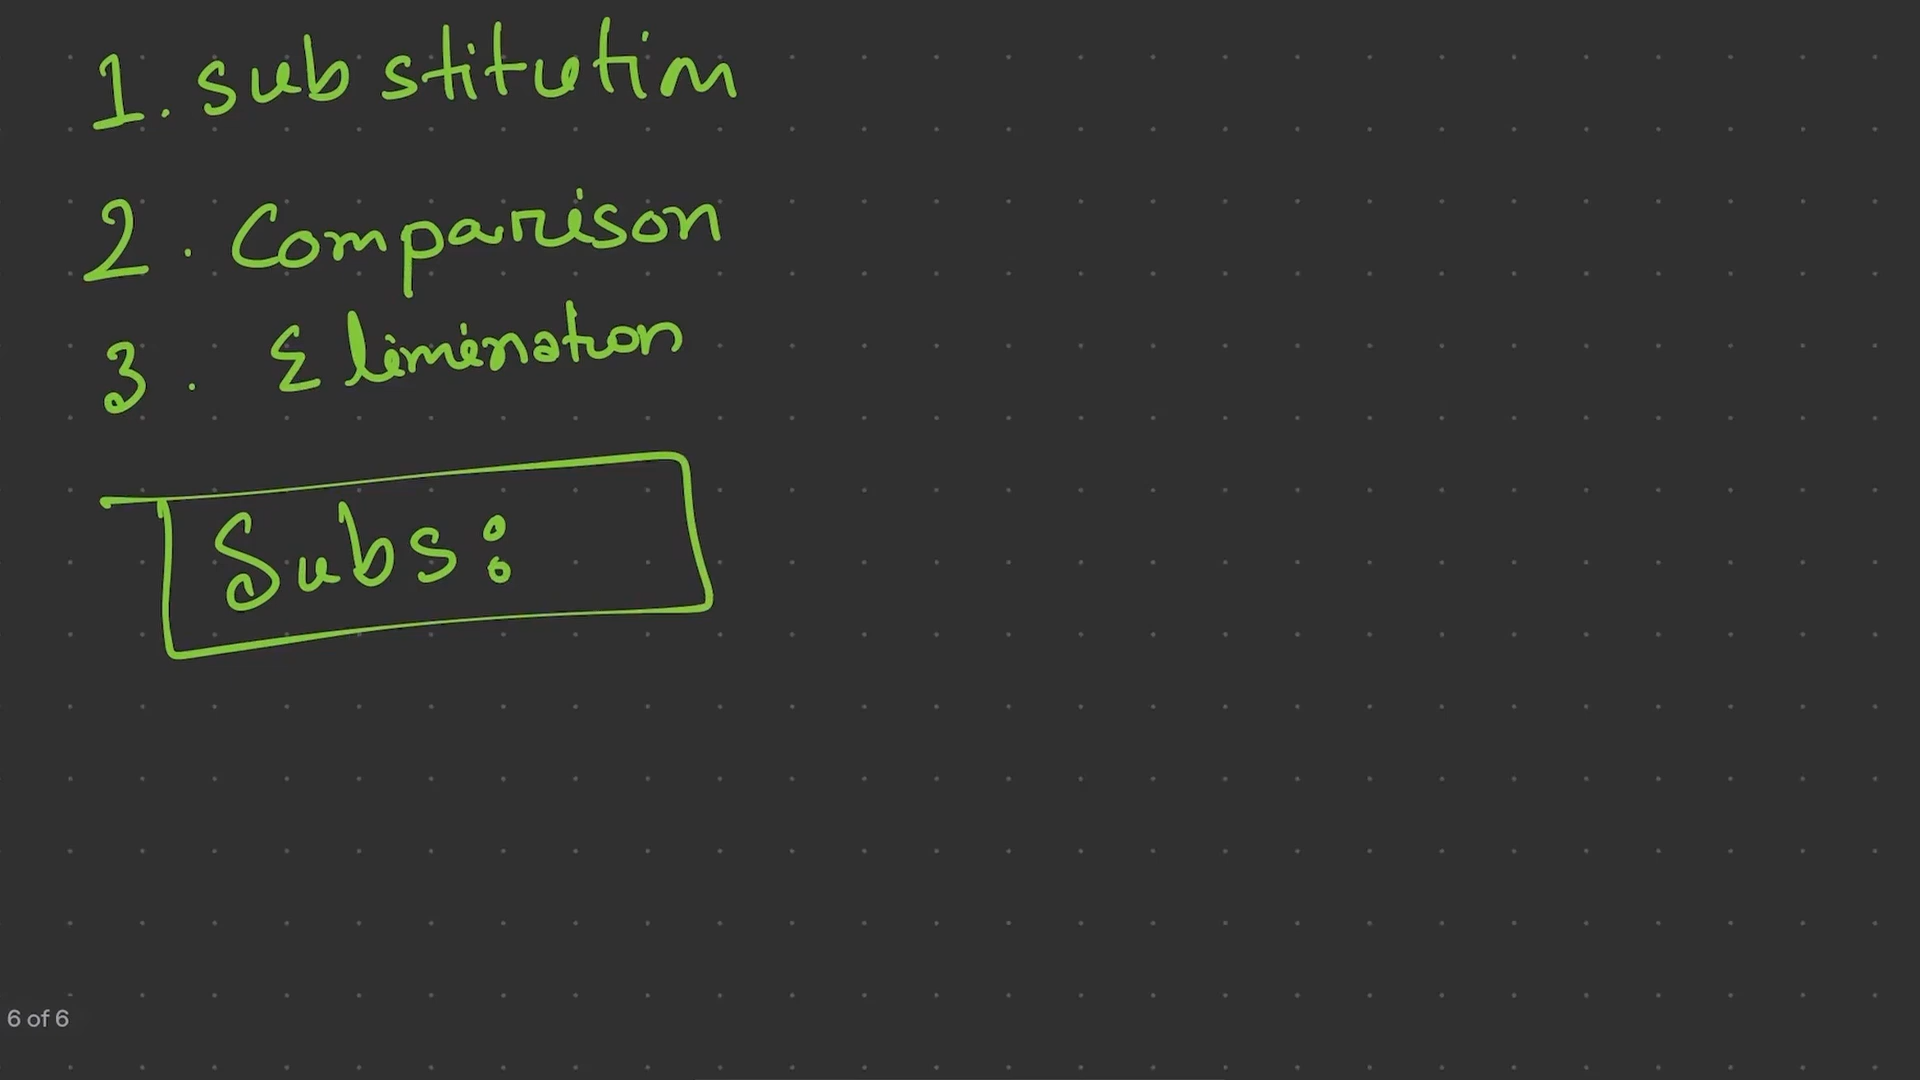 1. substitution
2. Comparison
3. Elimination
Subs:
6 of 6